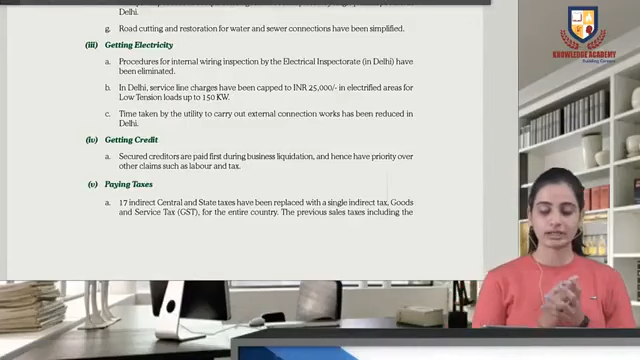 Delhi.
g. Road cutting and restoration for water and sewer connections have been simplified.
(iii) Getting Electricity
a. Procedures for internal wiring inspection by the Electrical Inspectorate (in Delhi) have
been eliminated.
b. In Delhi, service line charges have been capped to INR 25,000/- in electrified areas for
Low Tension loads up to 150 KW.
c. Time taken by the utility to carry out external connection works has been reduced in
Delhi.
(iv) Getting Credit
a. Secured creditors are paid first during business liquidation, and hence have priority over
other claims such as labour and tax.
(v) Paying Taxes
a. 17 indirect Central and State taxes have been replaced with a single indirect tax, Goods
and Service Tax (GST), for the entire country. The previous sales taxes including the
KNOWLEDGE ACADEMY
Building Careers